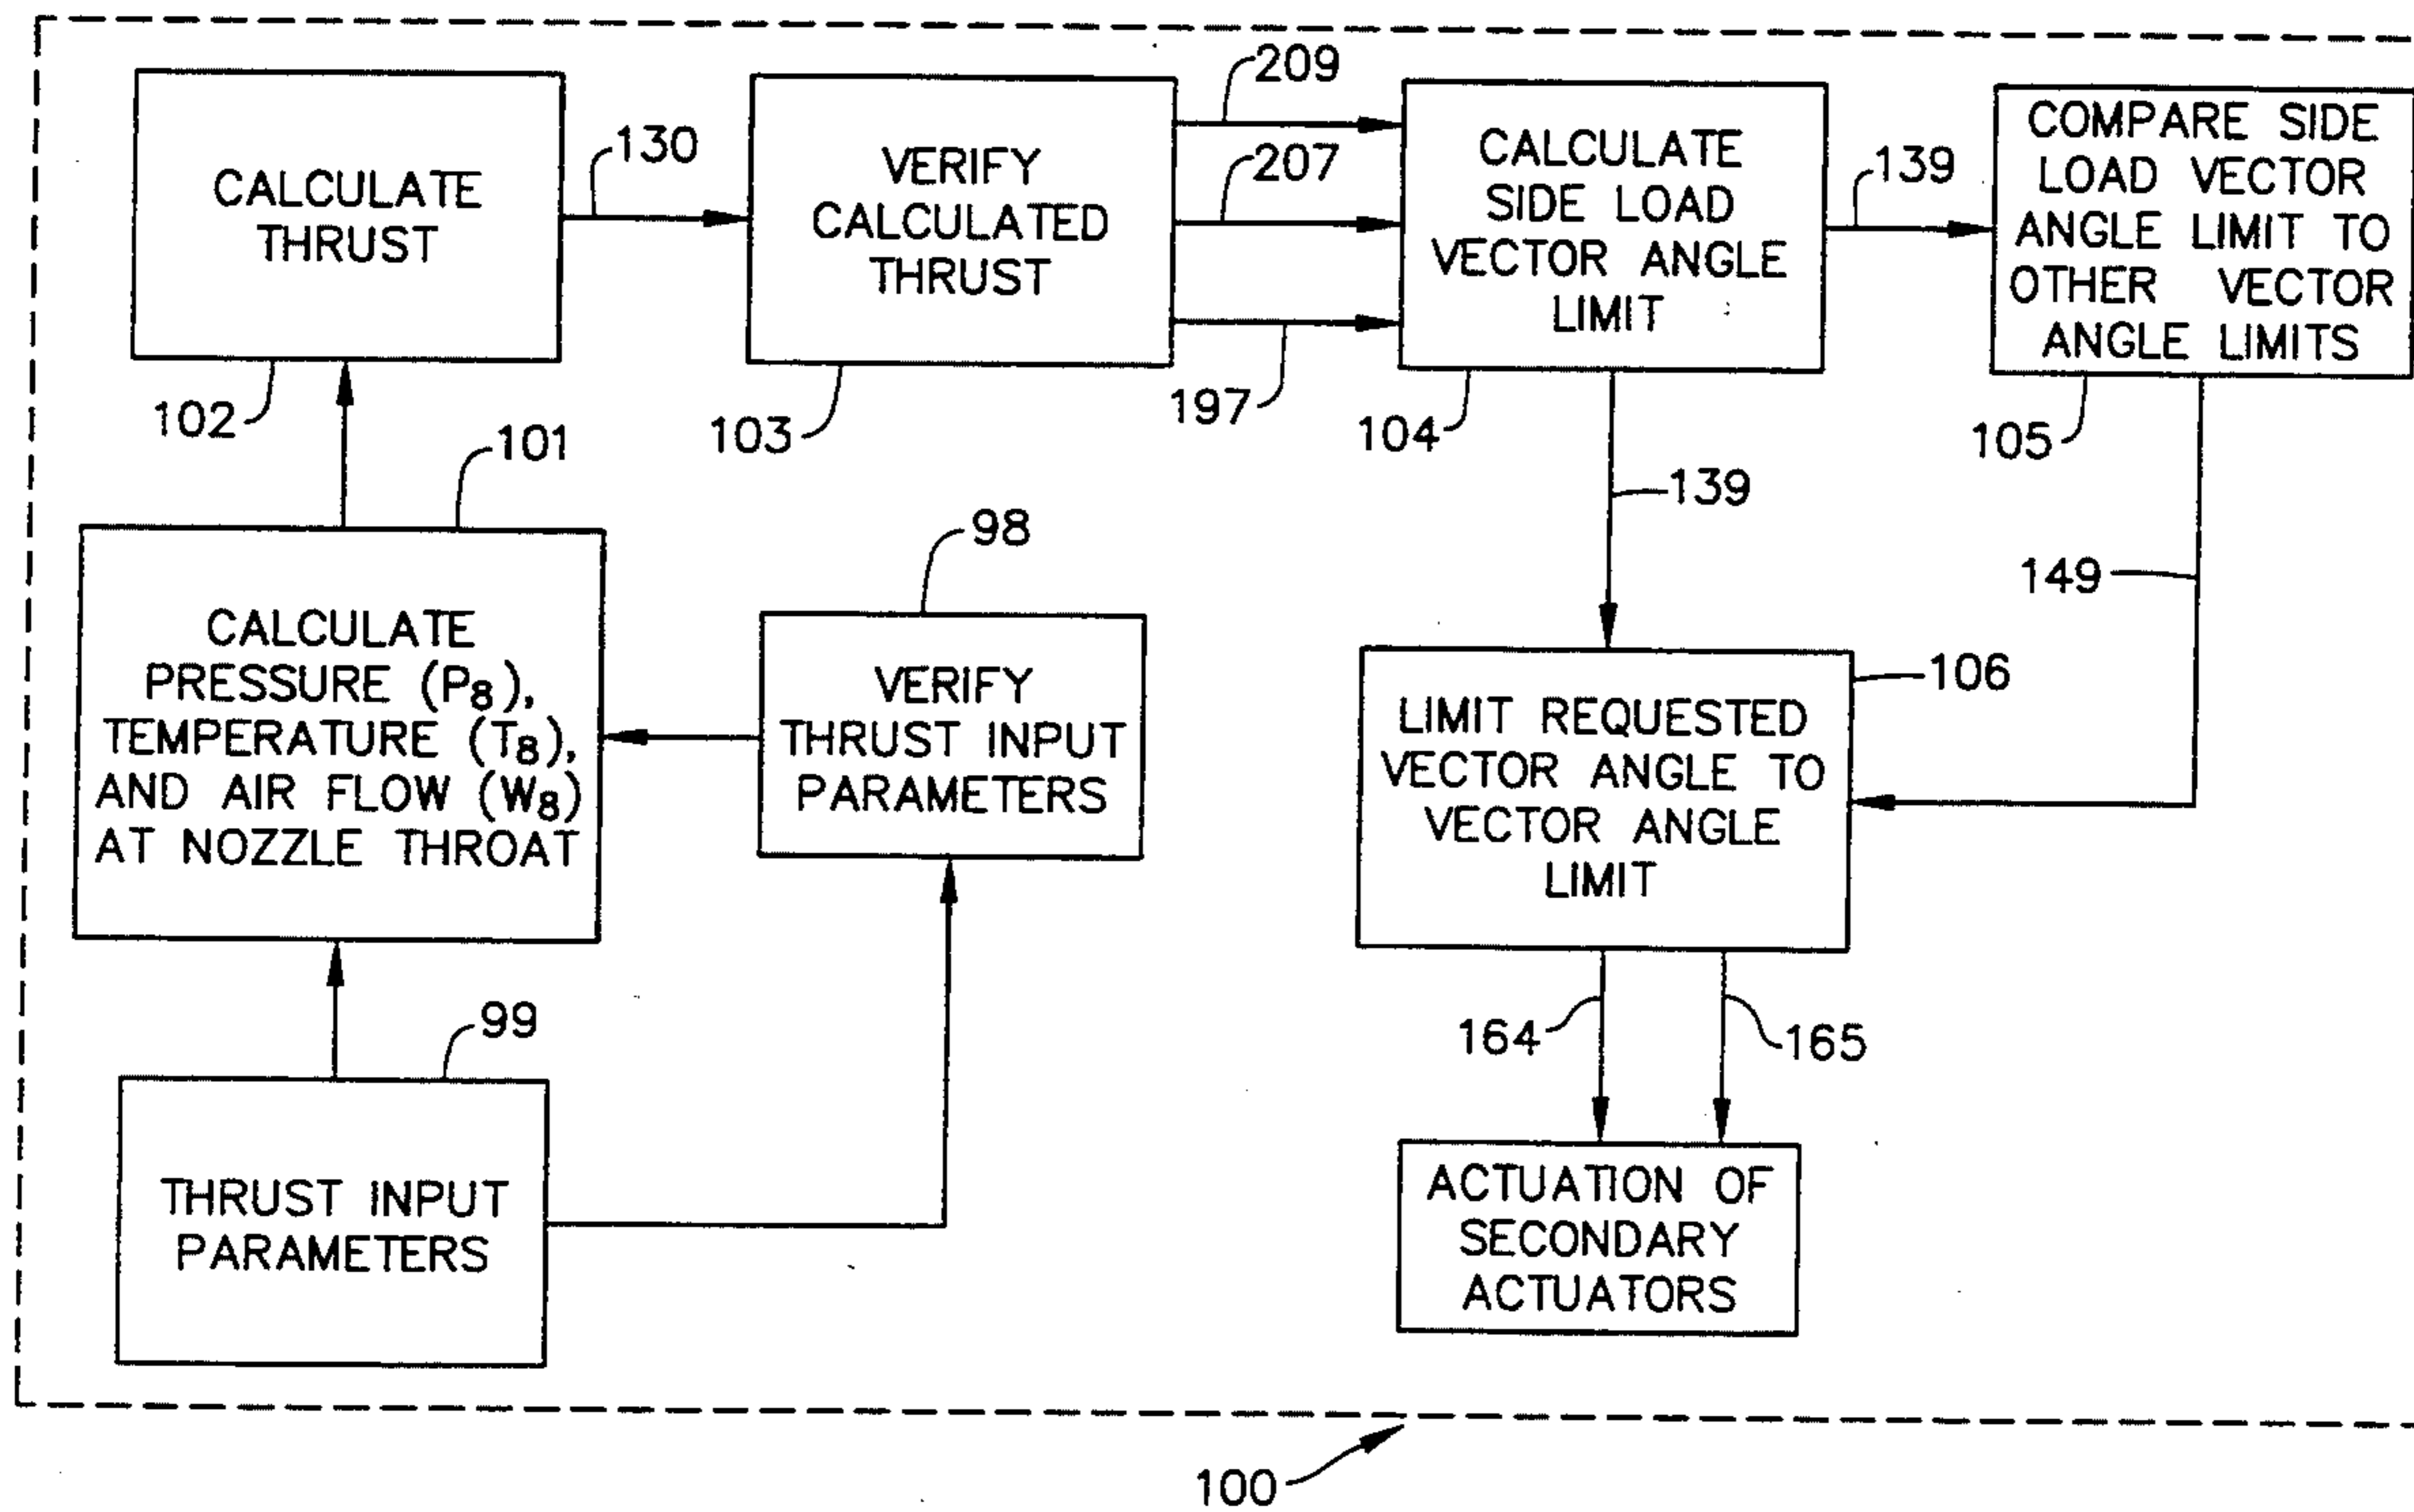 209
CALCULATE
THRUST
130
VERIFY
CALCULATED
THRUST
207
197
CALCULATE
SIDE LOAD
VECTOR ANGLE
LIMIT
139
COMPARE SIDE
LOAD VECTOR
ANGLE LIMIT TO
OTHER VECTOR
ANGLE LIMITS
102
103
104
105
101
139
149
98
CALCULATE
PRESSURE (P8),
TEMPERATURE (T8),
AND AIR FLOW (W8)
AT NOZZLE THROAT
VERIFY
THRUST INPUT
PARAMETERS
106
LIMIT REQUESTED
VECTOR ANGLE TO
VECTOR ANGLE
LIMIT
99
164
165
THRUST INPUT
PARAMETERS
ACTUATION OF
SECONDARY
ACTUATORS
100